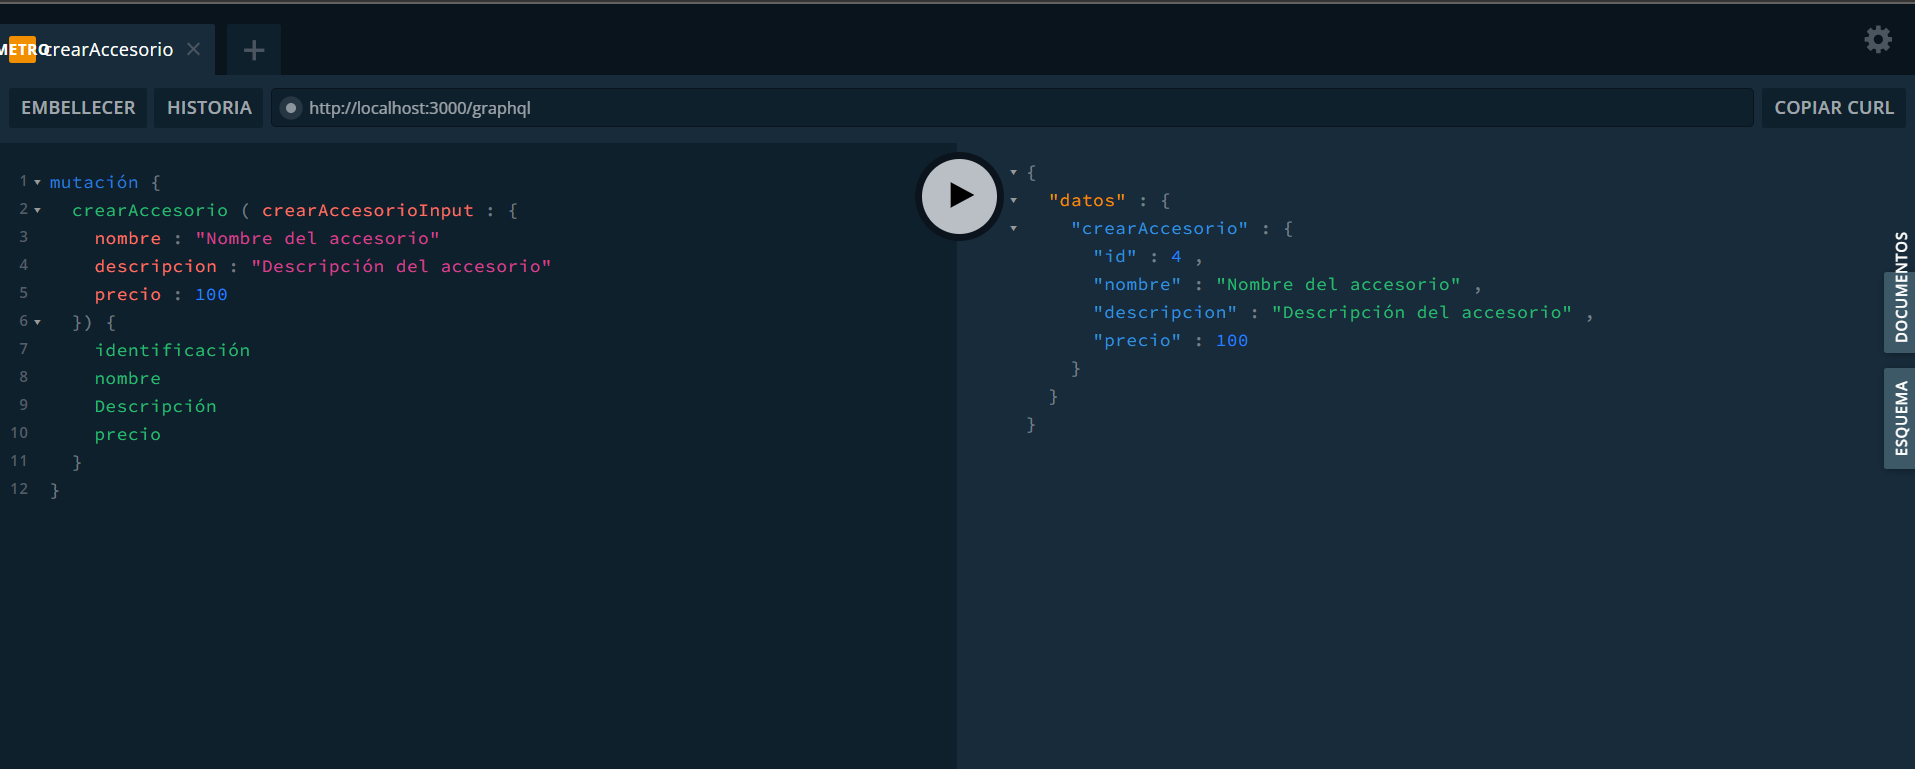 METRO crearAccesorio
EMBELLECER HISTORIA http://localhost:3000/graphql COPIAR CURL
1 mutación {
2 crearAccesorio ( crearAccesorioInput : {
3 nombre : "Nombre del accesorio"
4 descripcion : "Descripción del accesorio"
5 precio : 100
6 }) {
7 identificación
8 nombre
9 Descripción
10 precio
11 }
12 }
{
"datos" : {
"crearAccesorio" : {
"id" : 4 ,
"nombre" : "Nombre del accesorio" ,
"descripcion" : "Descripción del accesorio" ,
"precio" : 100
}
}
}
DOCUMENTOS
ESQUEMA